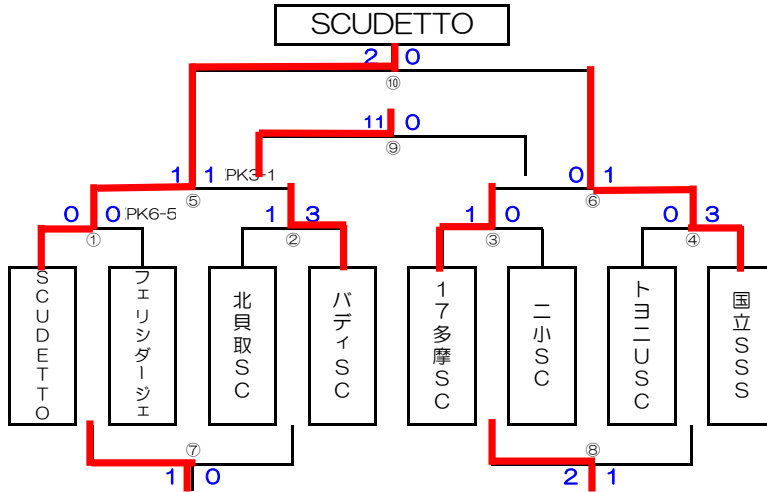 SCUDETTO
2 0
⑩
11 0
⑨
1 1 PK3-1
⑤
0 1
⑥
0 0 PK6-5
①
1 3
②
1 0
③
0 3
④
SCUDETTO
フェリシダージェ
北貝取SC
バディSC
17多摩SC
二小SC
トヨニUSC
国立SSS
⑦
1 0
⑧
2 1